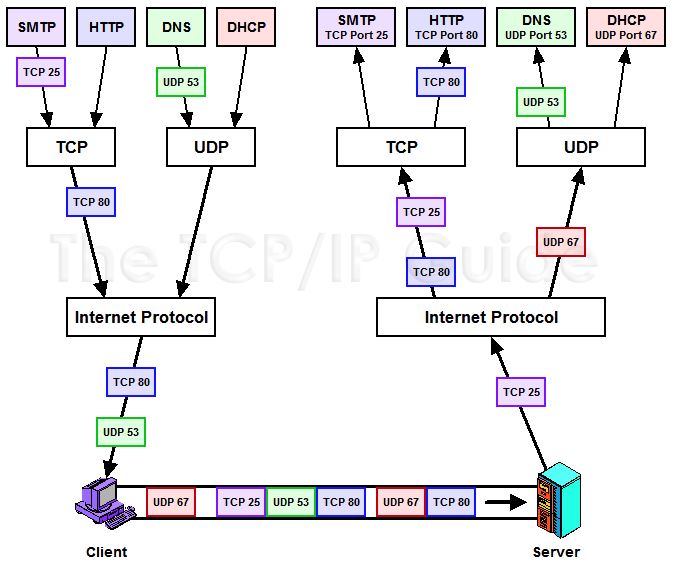 SMTP
HTTP
DNS
DHCP
SMTP
TCP Port 25
HTTP
TCP Port 80
DNS
UDP Port 53
DHCP
UDP Port 67
TCP 25
UDP 53
TCP 80
UDP 53
TCP
UDP
TCP
UDP
TCP 80
TCP 25
UDP 67
The TCP/IP Guide
TCP 80
Internet Protocol
Internet Protocol
TCP 80
TCP 25
UDP 53
UDP 67
TCP 25
UDP 53
TCP 80
UDP 67
TCP 80
Client
Server